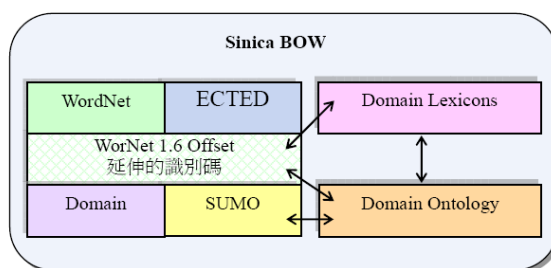 Sinica BOW
WordNet
ECTED
Domain Lexicons
WorNet 1.6 Offset
延伸的識別碼
Domain
SUMO
Domain Ontology